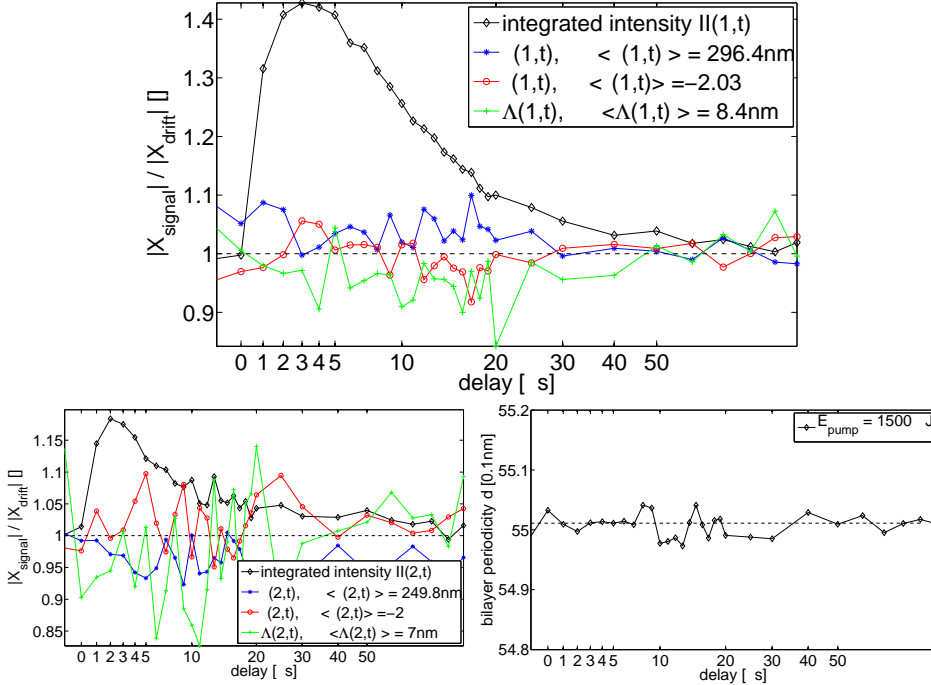 1.4
1.3
1.2
1.1
1
0.9
|X_signal| / |X_drift| []
integrated intensity II(1,t)
(1,t), < (1,t) > = 296.4nm
(1,t), < (1,t)> =-2.03
Λ(1,t), <Λ(1,t) > = 8.4nm
0 1 2 3 4 5 10 20 30 40 50
delay [ s]
1.15
1.1
1.05
1
0.95
0.9
0.85
|X_signal| / |X_drift| []
integrated intensity II(2,t)
(2,t), < (2,t) > = 249.8nm
(2,t), < (2,t)> =-2
Λ(2,t), <Λ(2,t) > = 7nm
0 1 2 3 4 5 10 20 30 40 50
delay [ s]
55.2
55.1
55
54.9
54.8
bilayer periodicity d [0.1nm]
E_pump = 1500 J
0 1 2 3 4 5 10 20 30 40 50
delay [ s]